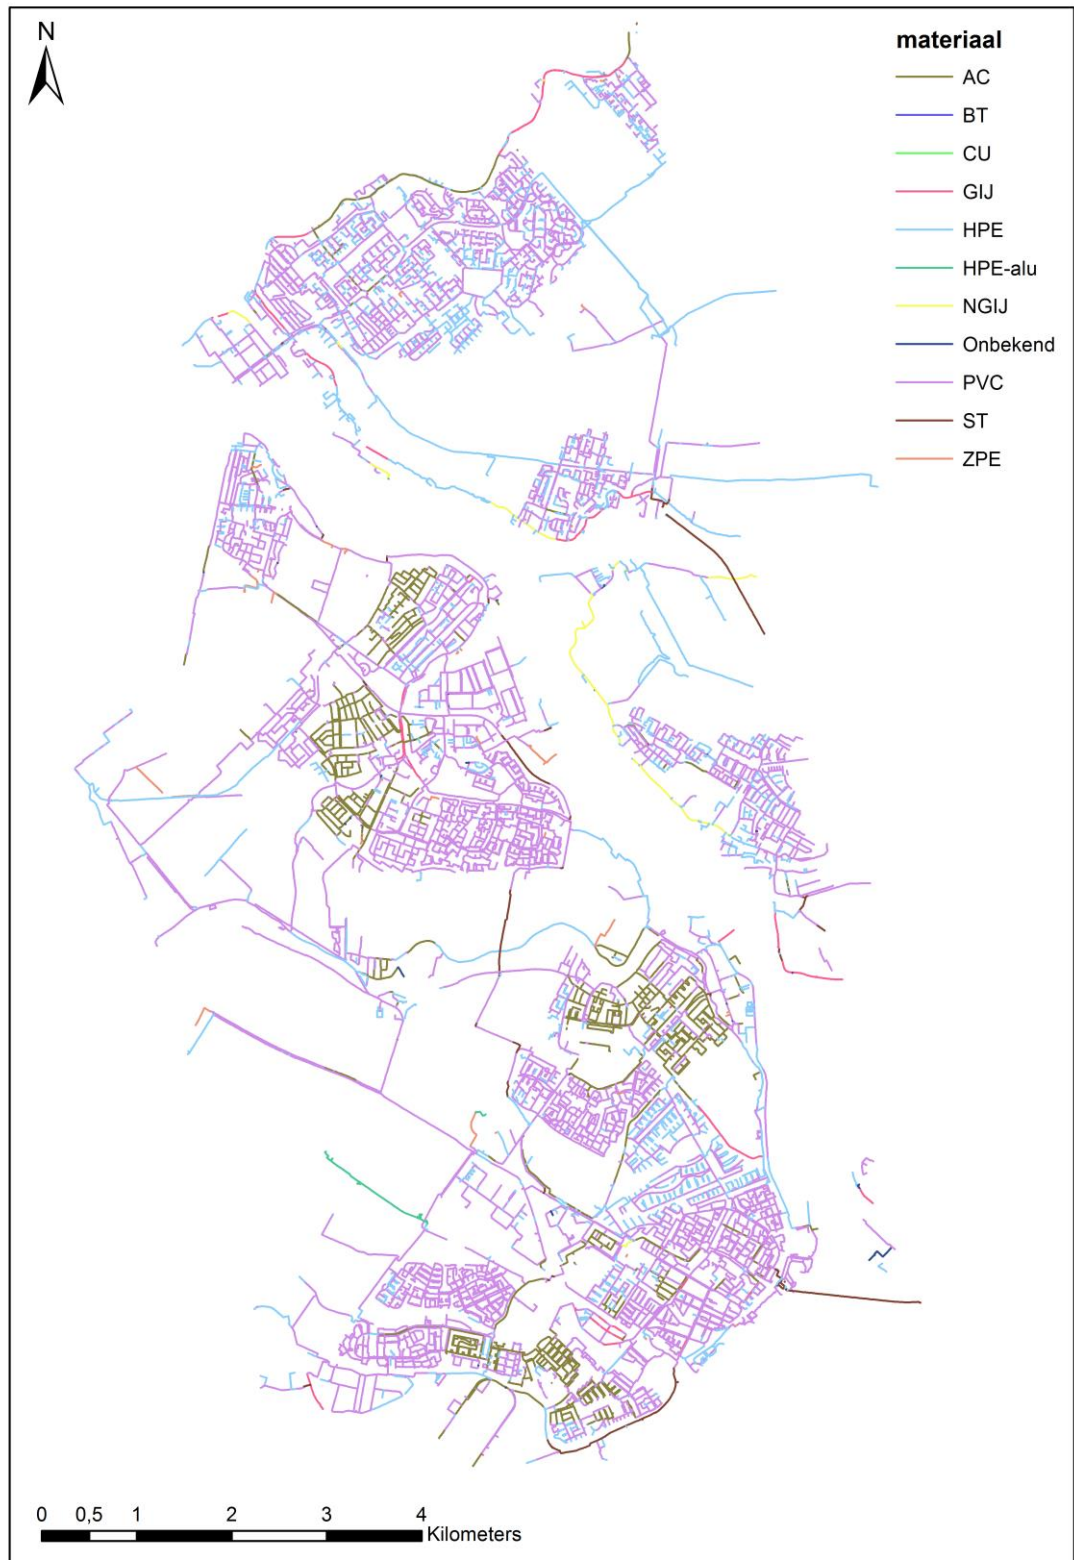 N
materiaal
AC
BT
CU
GIJ
HPE
HPE-alu
NGIJ
Onbekend
PVC
ST
ZPE
0 0,5 1 2 3 4
Kilometers